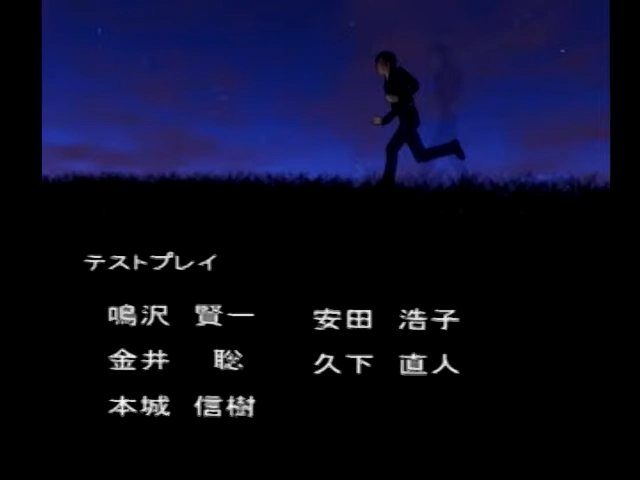 テストプレイ
鳴沢 賢一 安田 浩子
金井 聡 久下 直人
本城 信樹